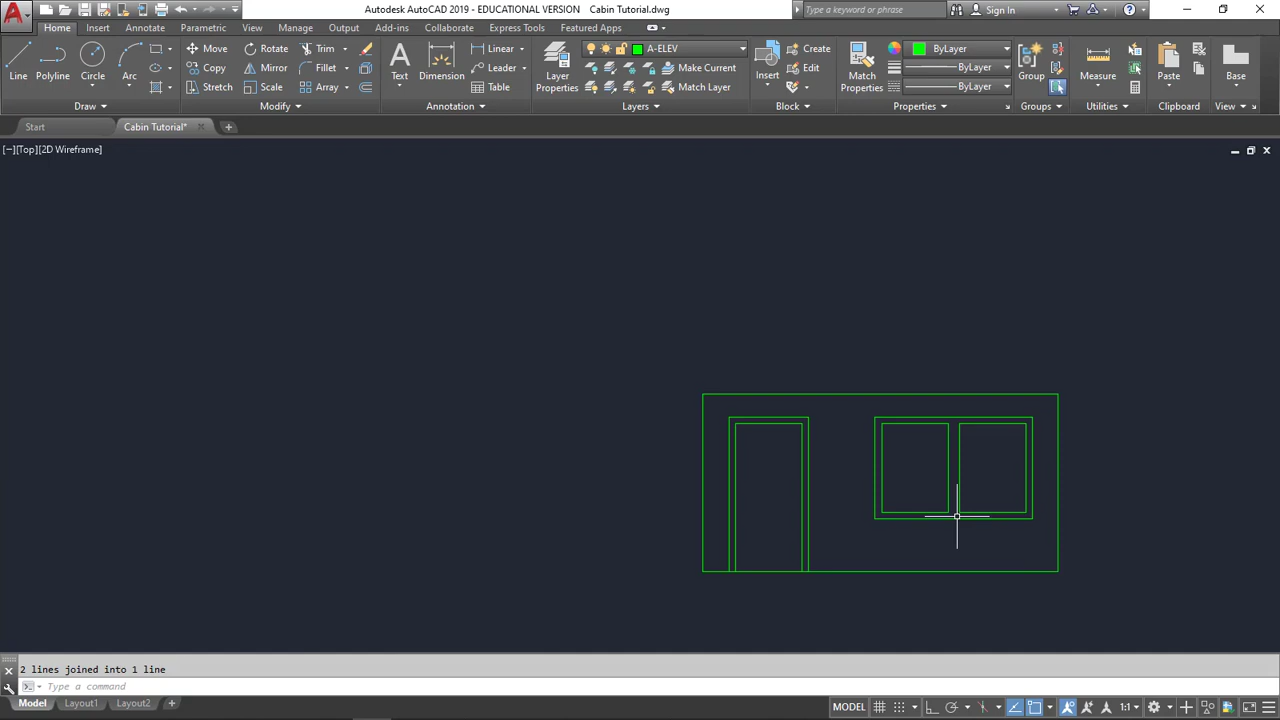 Autodesk AutoCAD 2019 - EDUCATIONAL VERSION Cabin Tutorial.dwg
Type a keyword or phrase
Sign In
Home Insert Annotate Parametric View Manage Output Add-ins Collaborate Express Tools Featured Apps
Line Polyline Circle Arc
Move Rotate Trim
Copy Mirror Fillet
Stretch Scale Array
Text Dimension
Linear
Leader
Table
Layer Properties
A-ELEV
Make Current
Match Layer
Insert
Create
Edit
Match Properties
ByLayer
ByLayer
ByLayer
Group
Measure
Paste
Base
Draw Modify Annotation Layers Block Properties Groups Utilities Clipboard View
Start Cabin Tutorial*
[−][Top][2D Wireframe]
2 lines joined into 1 line
Type a command
Model Layout1 Layout2
MODEL 1:1